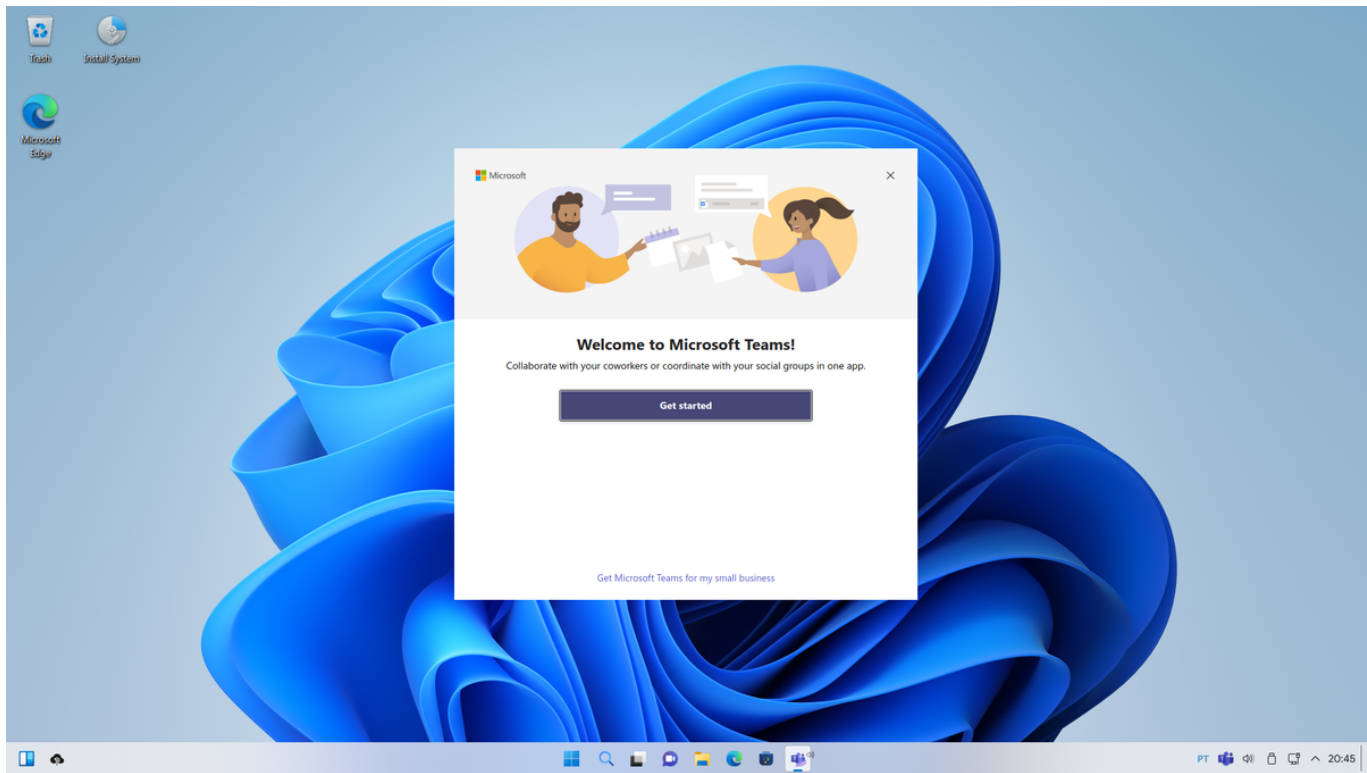 Trash
Install System
Microsoft
Edge
Microsoft
Welcome to Microsoft Teams!
Collaborate with your coworkers or coordinate with your social groups in one app.
Get started
Get Microsoft Teams for my small business
PT
20:45